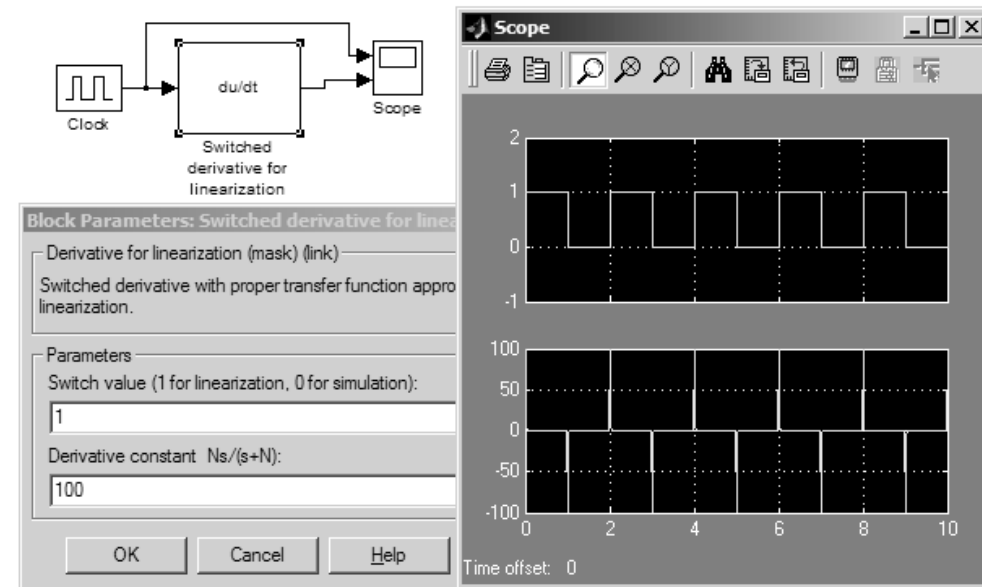 du/dt
Clock
Scope
Switched
derivative for
linearization
Block Parameters: Switched derivative for linea
Derivative for linearization (mask) (link)
Switched derivative with proper transfer function appro
linearization.
Parameters
Switch value (1 for linearization, 0 for simulation):
1
Derivative constant Ns/(s+N):
100
OK Cancel Help
Scope
2
1
0
-1
100
50
0
-50
-100
0 2 4 6 8 10
Time offset: 0